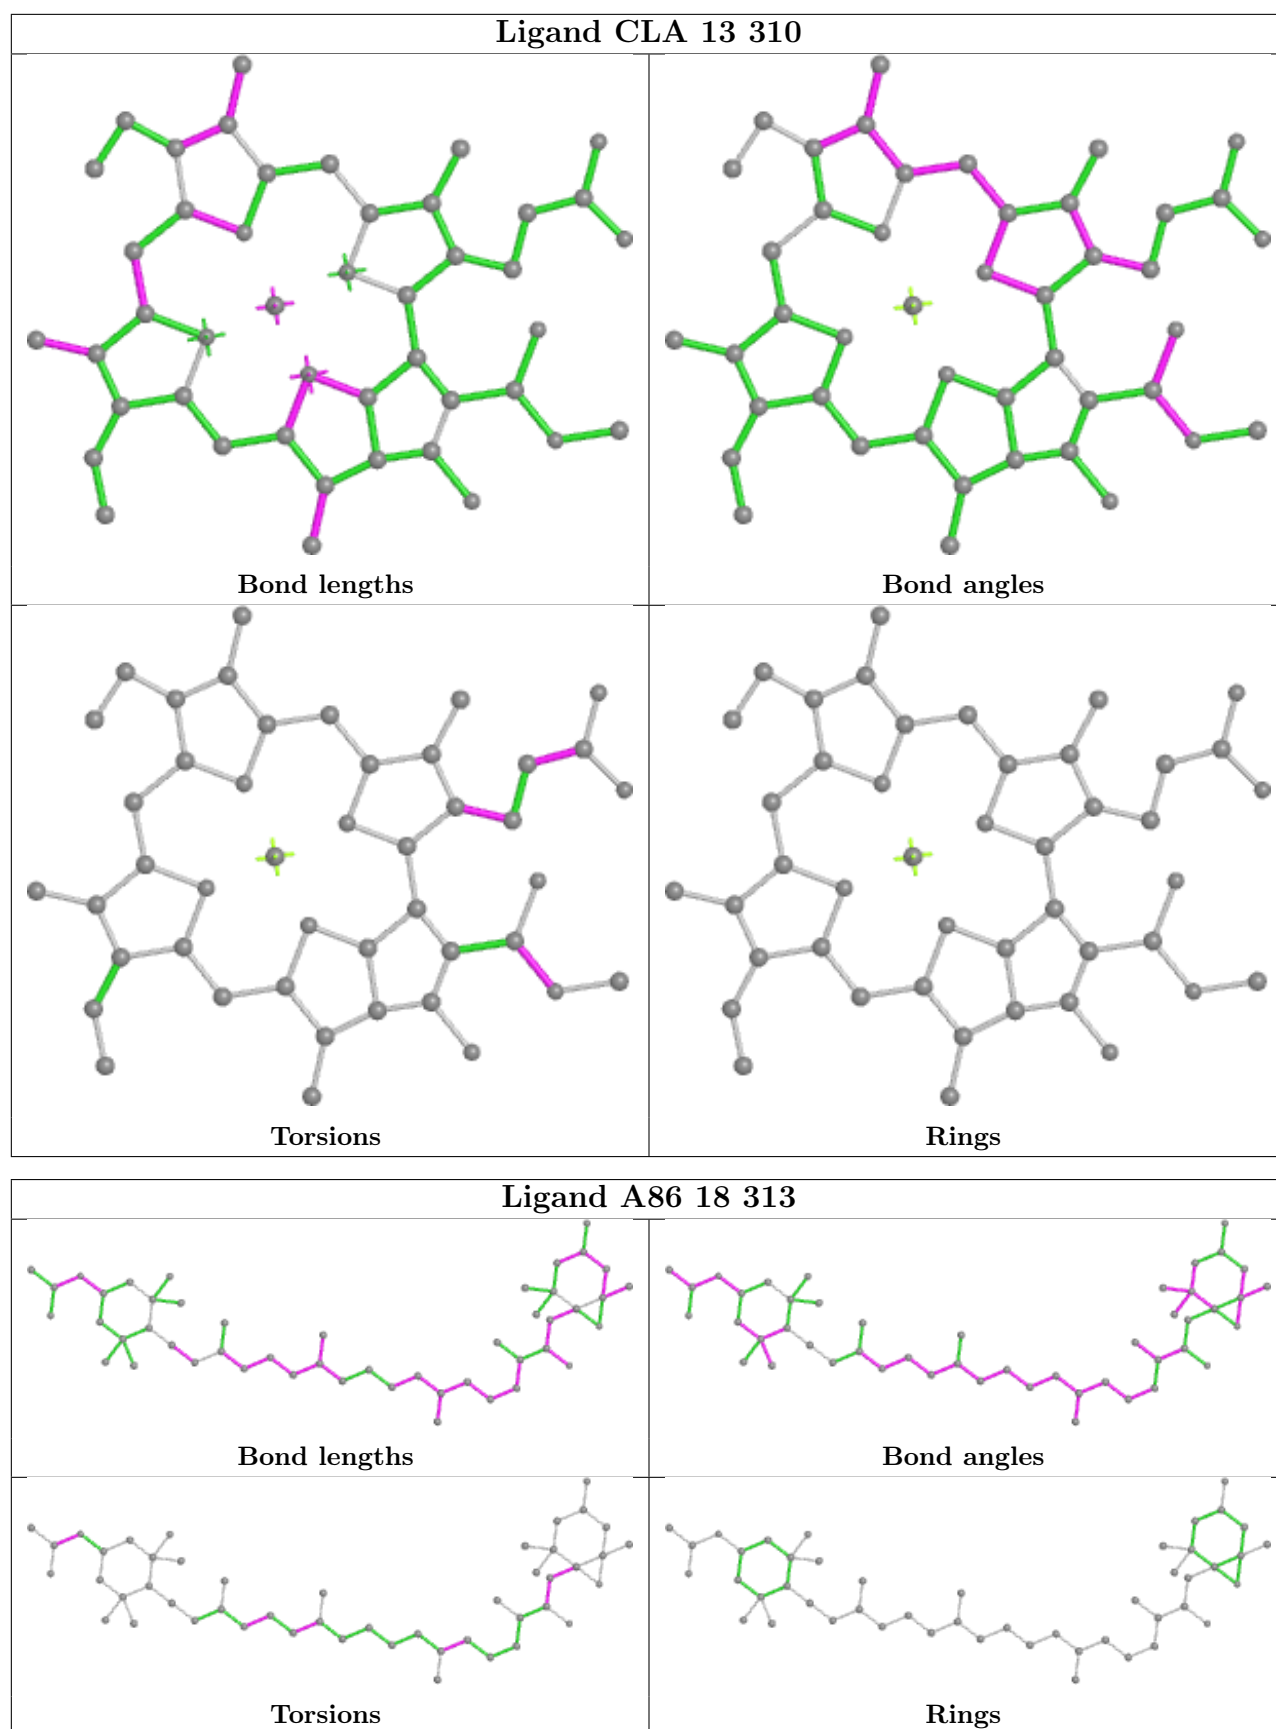 Ligand CLA 13 310
Bond lengths
Bond angles
Torsions
Rings
Ligand A86 18 313
Bond lengths
Bond angles
Torsions
Rings